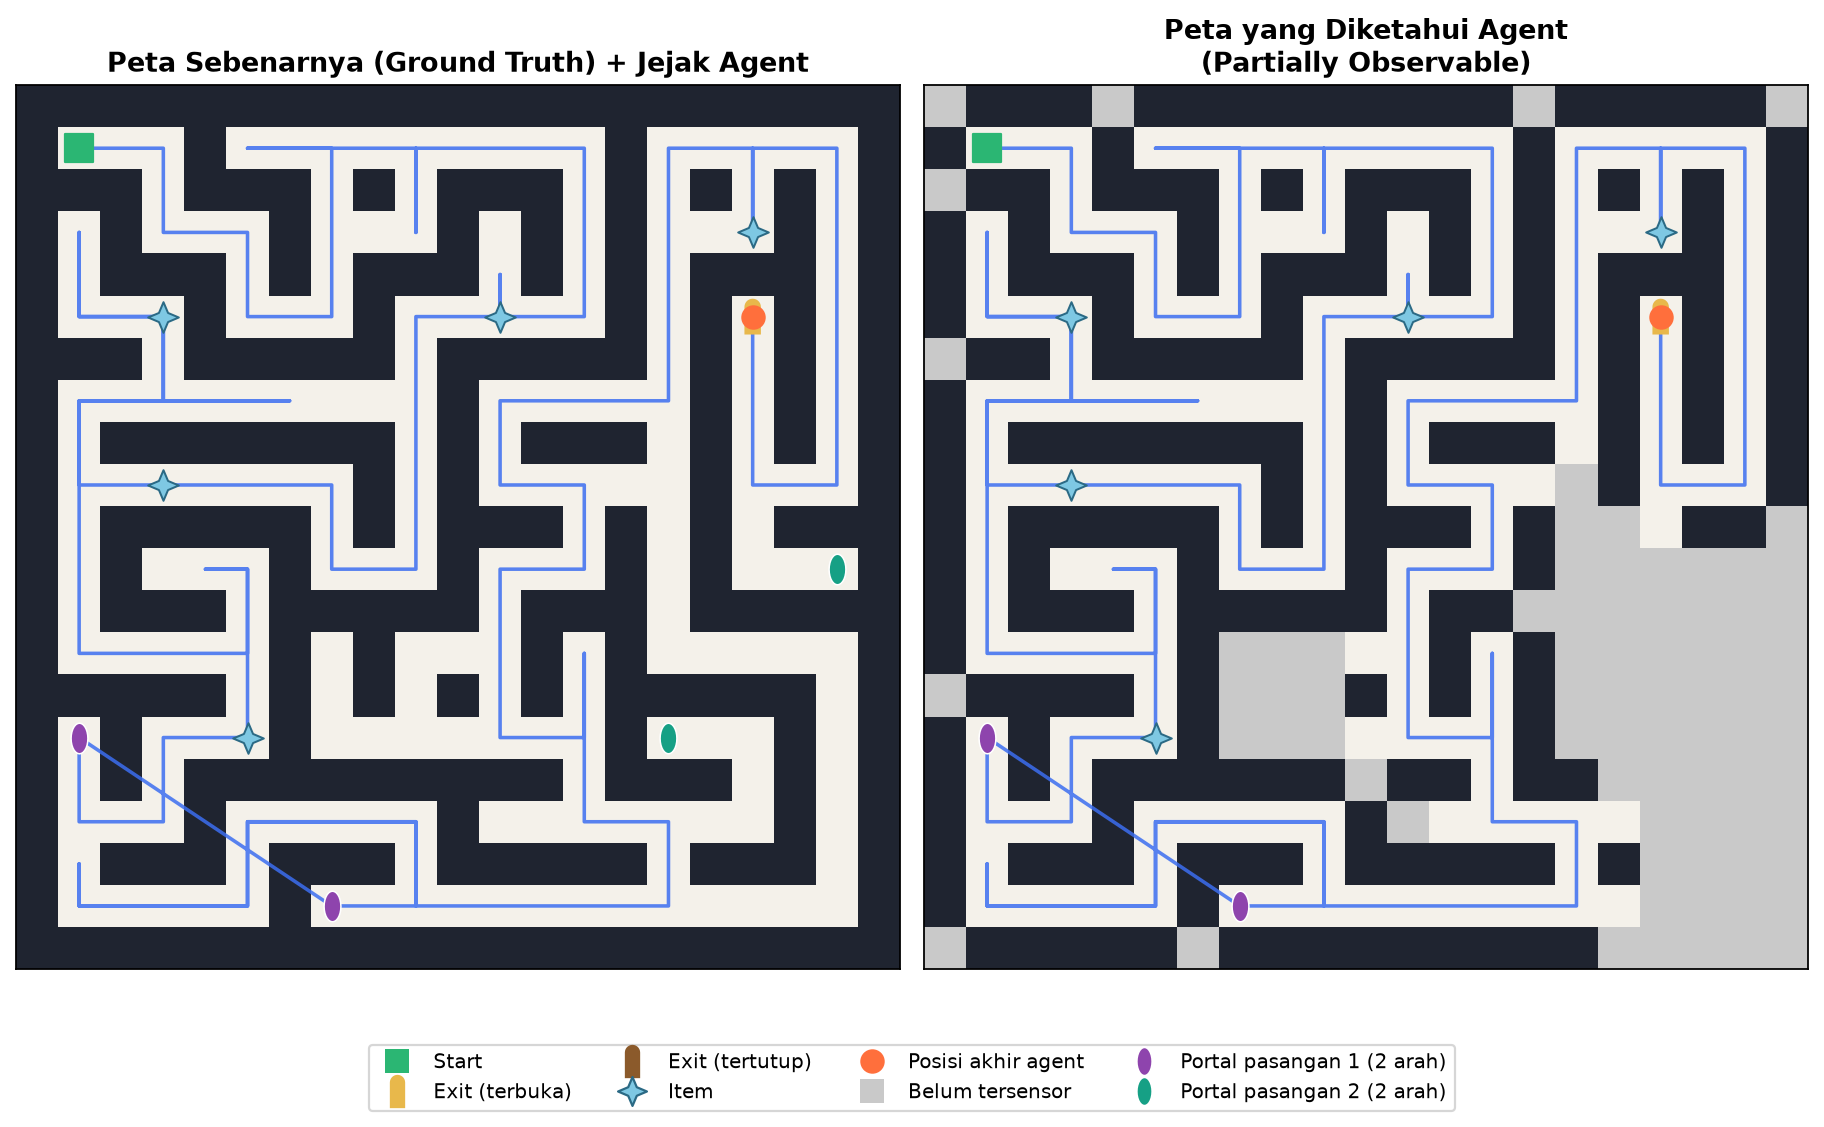 Peta Sebenarnya (Ground Truth) + Jejak Agent
Peta yang Diketahui Agent
(Partially Observable)
Start
Exit (terbuka)
Exit (tertutup)
Item
Posisi akhir agent
Belum tersensor
Portal pasangan 1 (2 arah)
Portal pasangan 2 (2 arah)